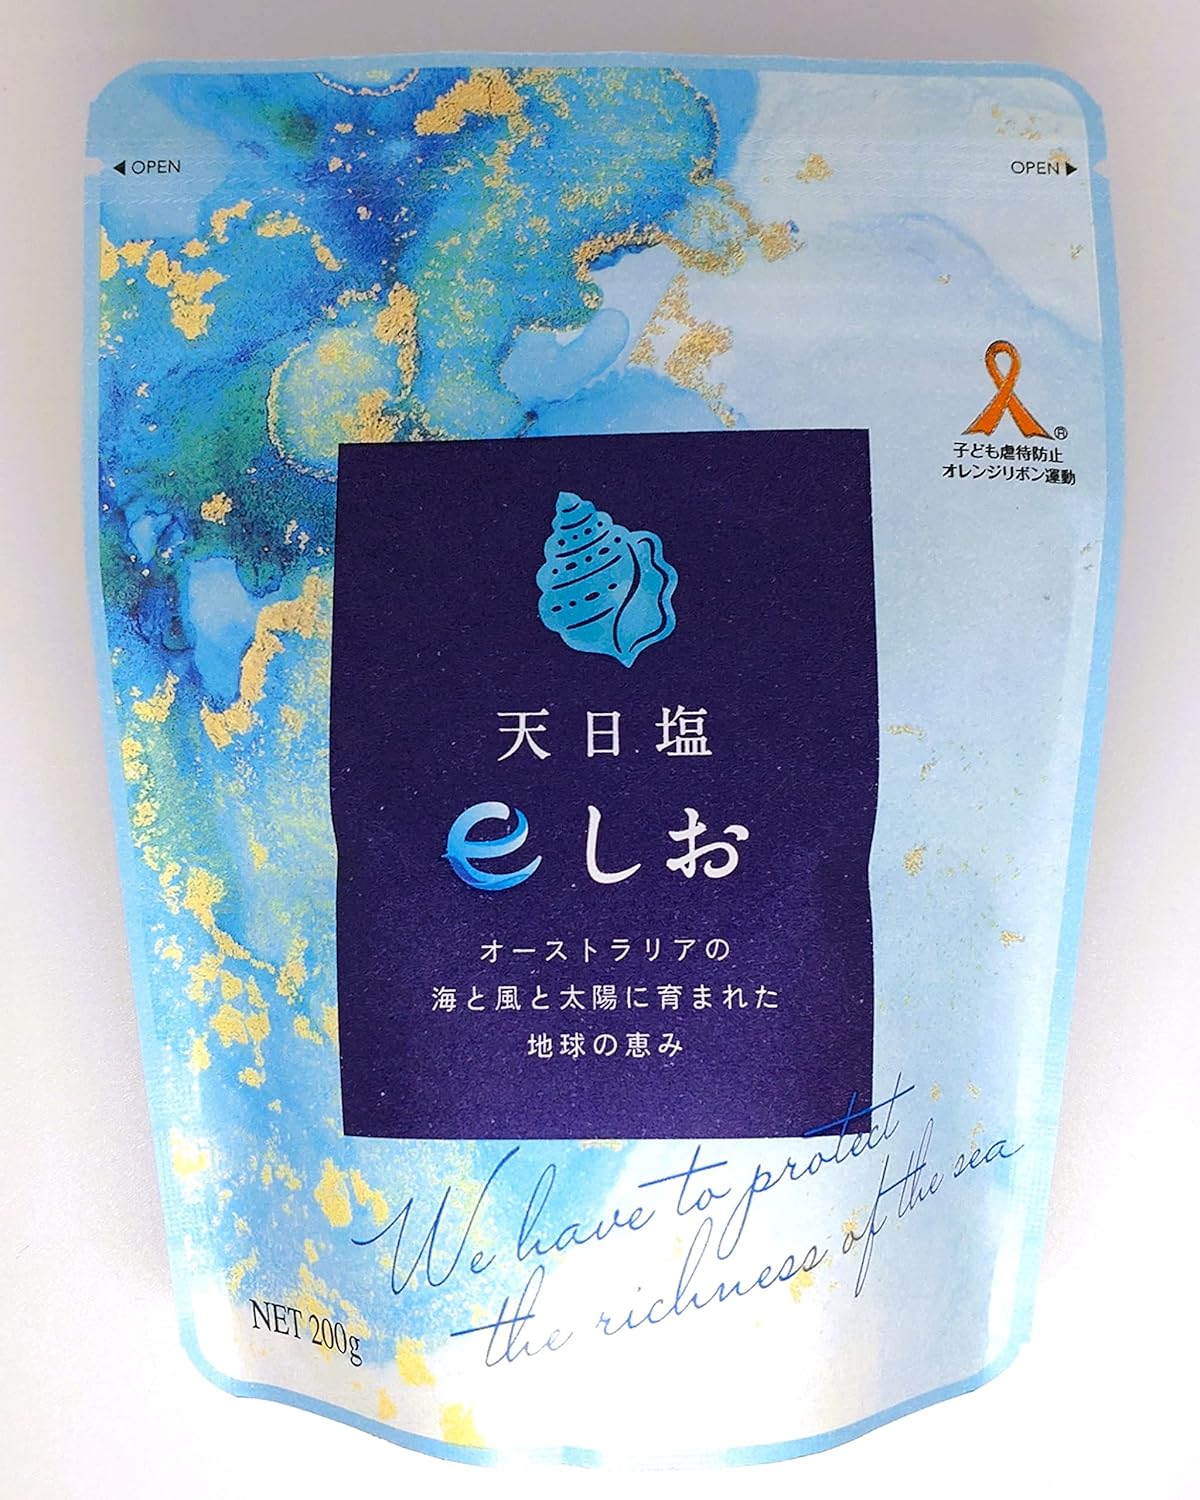 ◀ OPEN
OPEN ▶
®
子ども虐待防止
オレンジリボン運動
天日塩
eしお
オーストラリアの
海と風と太陽に育まれた
地球の恵み
We have to protect
the richness of the sea
NET 200g